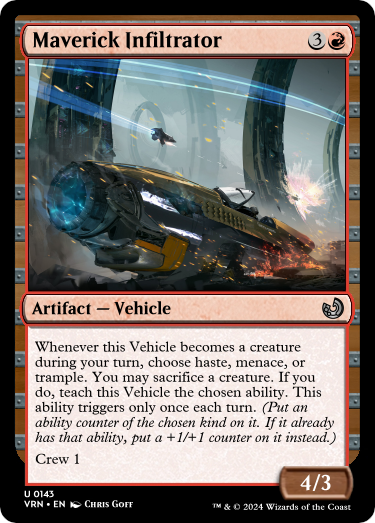 Maverick Infiltrator 3
Artifact — Vehicle
Whenever this Vehicle becomes a creature
during your turn, choose haste, menace, or
trample. You may sacrifice a creature. If you
do, teach this Vehicle the chosen ability. This
ability triggers only once each turn. (Put an
ability counter of the chosen kind on it. If it already
has that ability, put a +1/+1 counter on it instead.)
Crew 1
4/3
U 0143
VRN • EN Chris Goff
™ & © 2024 Wizards of the Coast